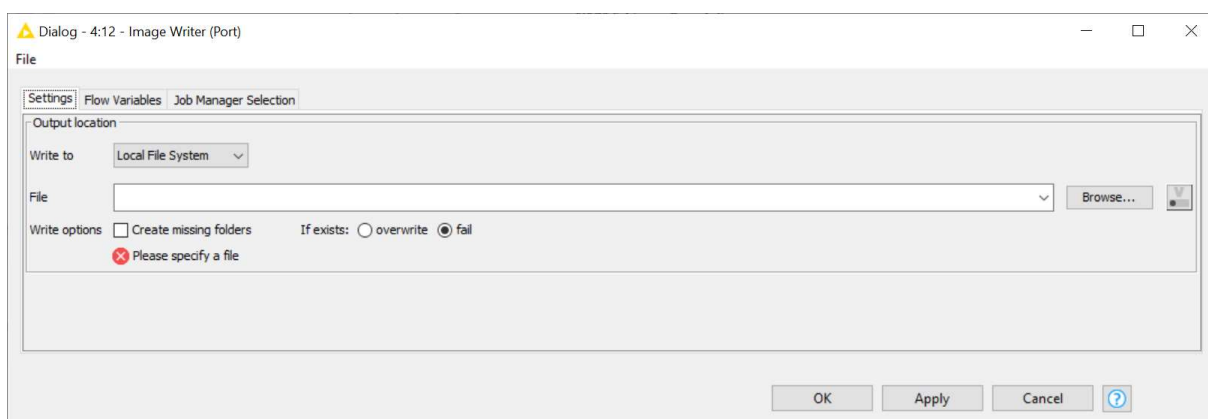 Dialog - 4:12 - Image Writer (Port)
File
Settings Flow Variables Job Manager Selection
Output location
Write to Local File System
File Browse... V
Write options Create missing folders If exists: overwrite fail
Please specify a file
OK Apply Cancel ?